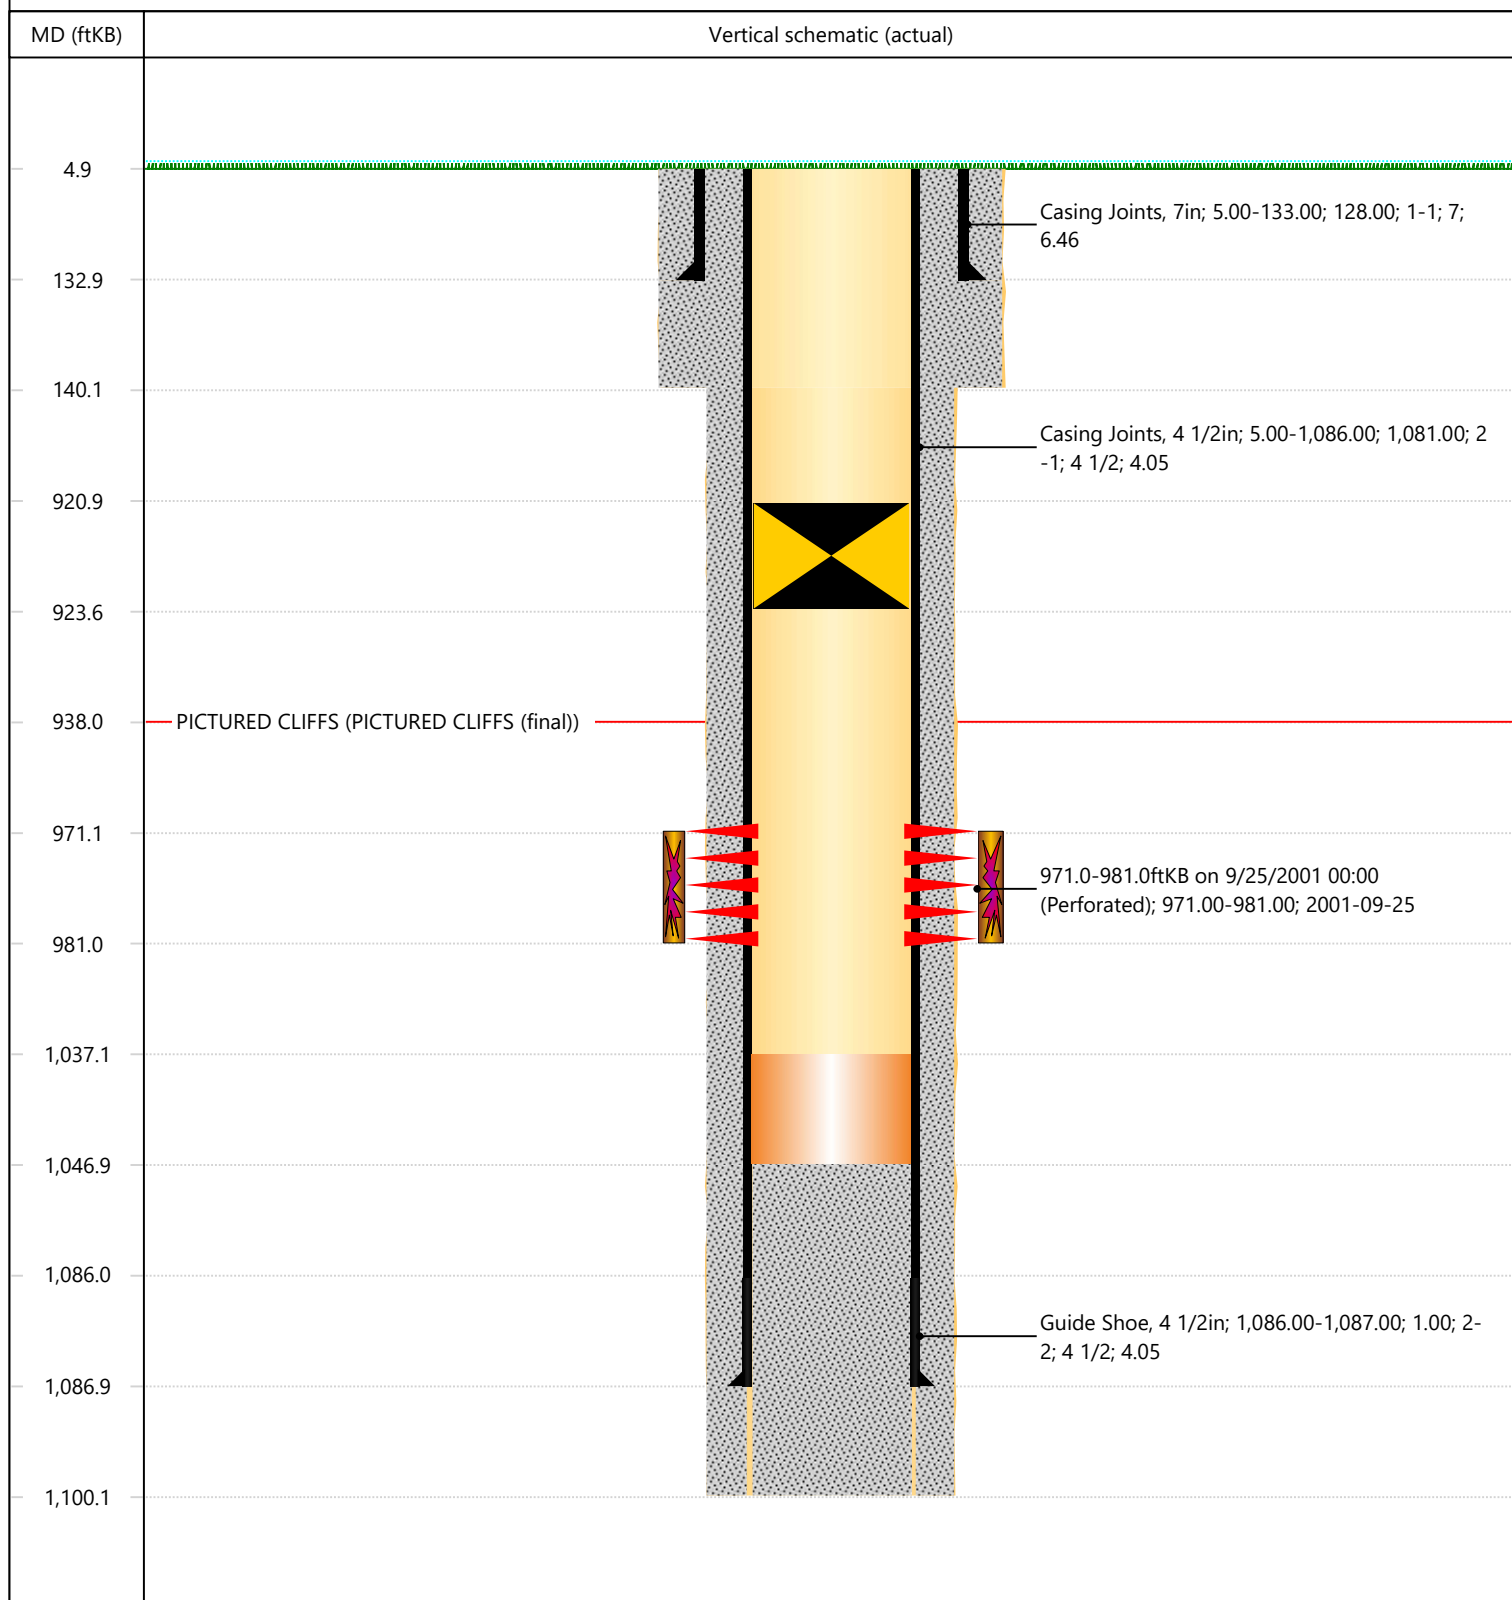 MD (ftKB)
Vertical schematic (actual)
4.9
Casing Joints, 7in; 5.00-133.00; 128.00; 1-1; 7;
6.46
132.9
140.1
Casing Joints, 4 1/2in; 5.00-1,086.00; 1,081.00; 2
-1; 4 1/2; 4.05
920.9
923.6
938.0
PICTURED CLIFFS (PICTURED CLIFFS (final))
971.1
971.0-981.0ftKB on 9/25/2001 00:00
(Perforated); 971.00-981.00; 2001-09-25
981.0
1,037.1
1,046.9
1,086.0
Guide Shoe, 4 1/2in; 1,086.00-1,087.00; 1.00; 2-
2; 4 1/2; 4.05
1,086.9
1,100.1